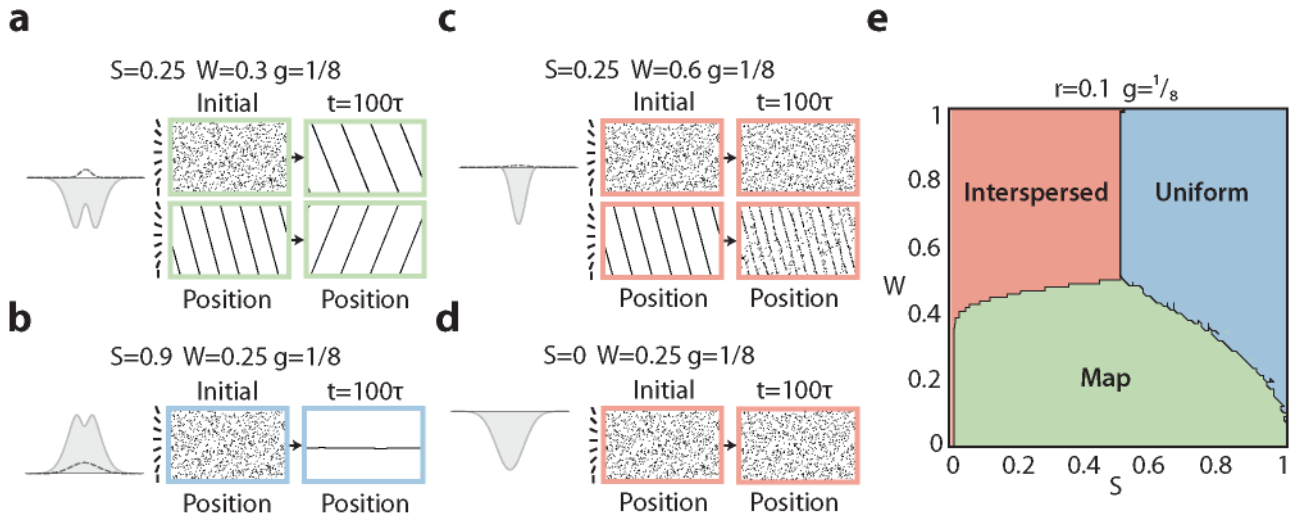 a
S=0.25 W=0.3 g=1/8
Initial t=100τ
Position Position
b
S=0.9 W=0.25 g=1/8
Initial t=100τ
Position Position
c
S=0.25 W=0.6 g=1/8
Initial t=100τ
Position Position
d
S=0 W=0.25 g=1/8
Initial t=100τ
Position Position
e
r=0.1 g=1/8
1
0.8
0.6
W
0.4
0.2
0
Interspersed
Uniform
Map
0 0.2 0.4 0.6 0.8 1
S